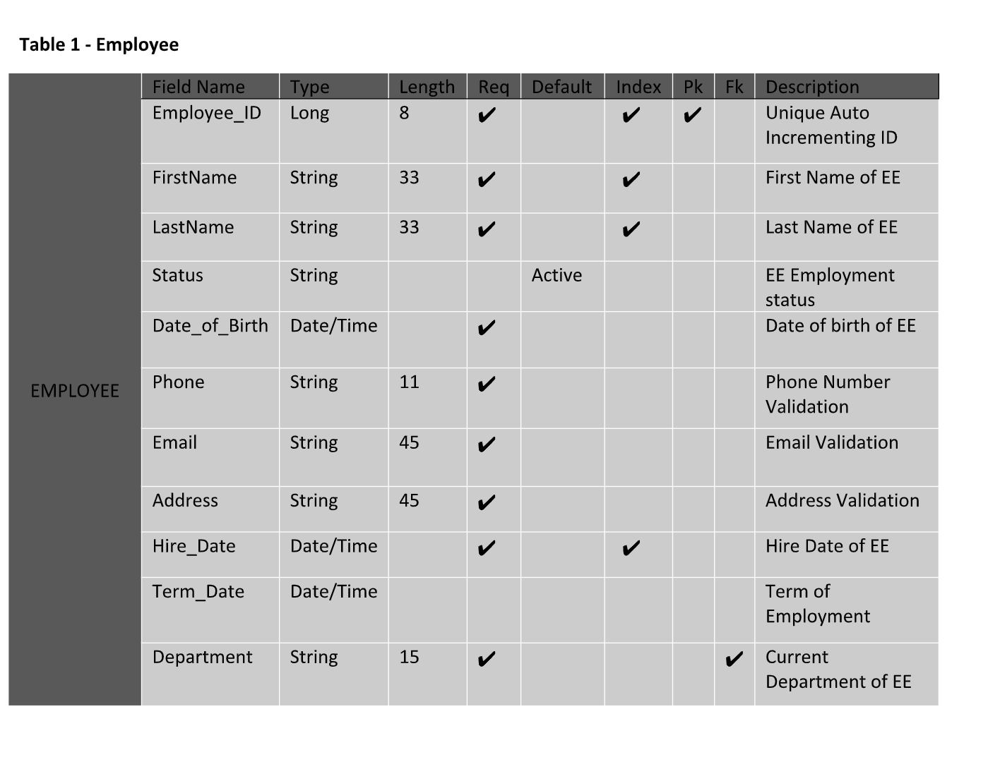 Table 1 - Employee
Field Name Type Length Req Default Index Pk Fk Description
Employee_ID Long 8 ✔ ✔ ✔ Unique Auto
Incrementing ID
FirstName String 33 ✔ ✔ First Name of EE
LastName String 33 ✔ ✔ Last Name of EE
Status String Active EE Employment
status
Date_of_Birth Date/Time ✔ Date of birth of EE
EMPLOYEE
Phone String 11 ✔ Phone Number
Validation
Email String 45 ✔ Email Validation
Address String 45 ✔ Address Validation
Hire_Date Date/Time ✔ ✔ Hire Date of EE
Term_Date Date/Time Term of
Employment
Department String 15 ✔ ✔ Current
Department of EE